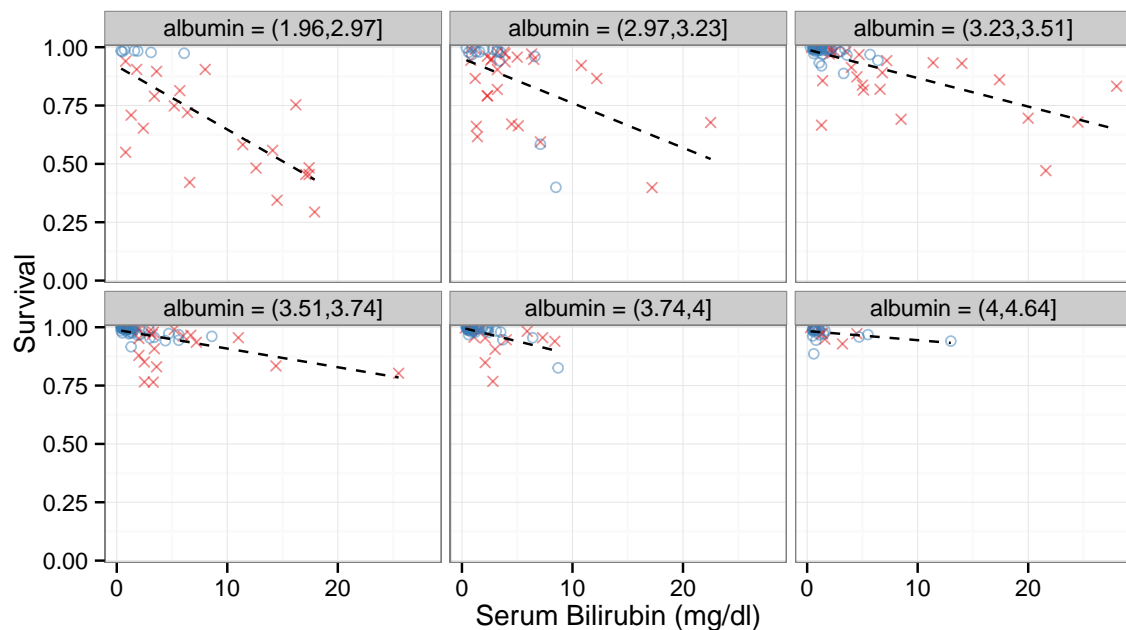 albumin = (1.96,2.97]
albumin = (2.97,3.23]
albumin = (3.23,3.51]
1.00
0.75
0.50
0.25
0.00
albumin = (3.51,3.74]
albumin = (3.74,4]
albumin = (4,4.64]
1.00
0.75
0.50
0.25
0.00
Survival
0 10 20
0 10 20
0 10 20
Serum Bilirubin (mg/dl)